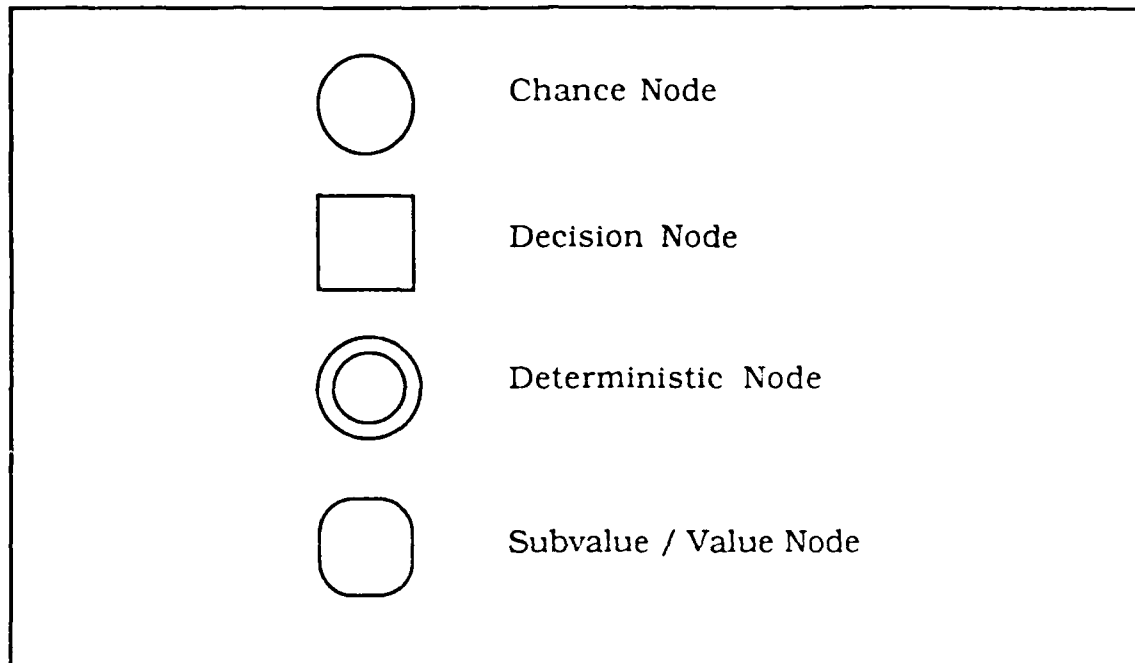 Chance Node
Decision Node
Deterministic Node
Subvalue / Value Node